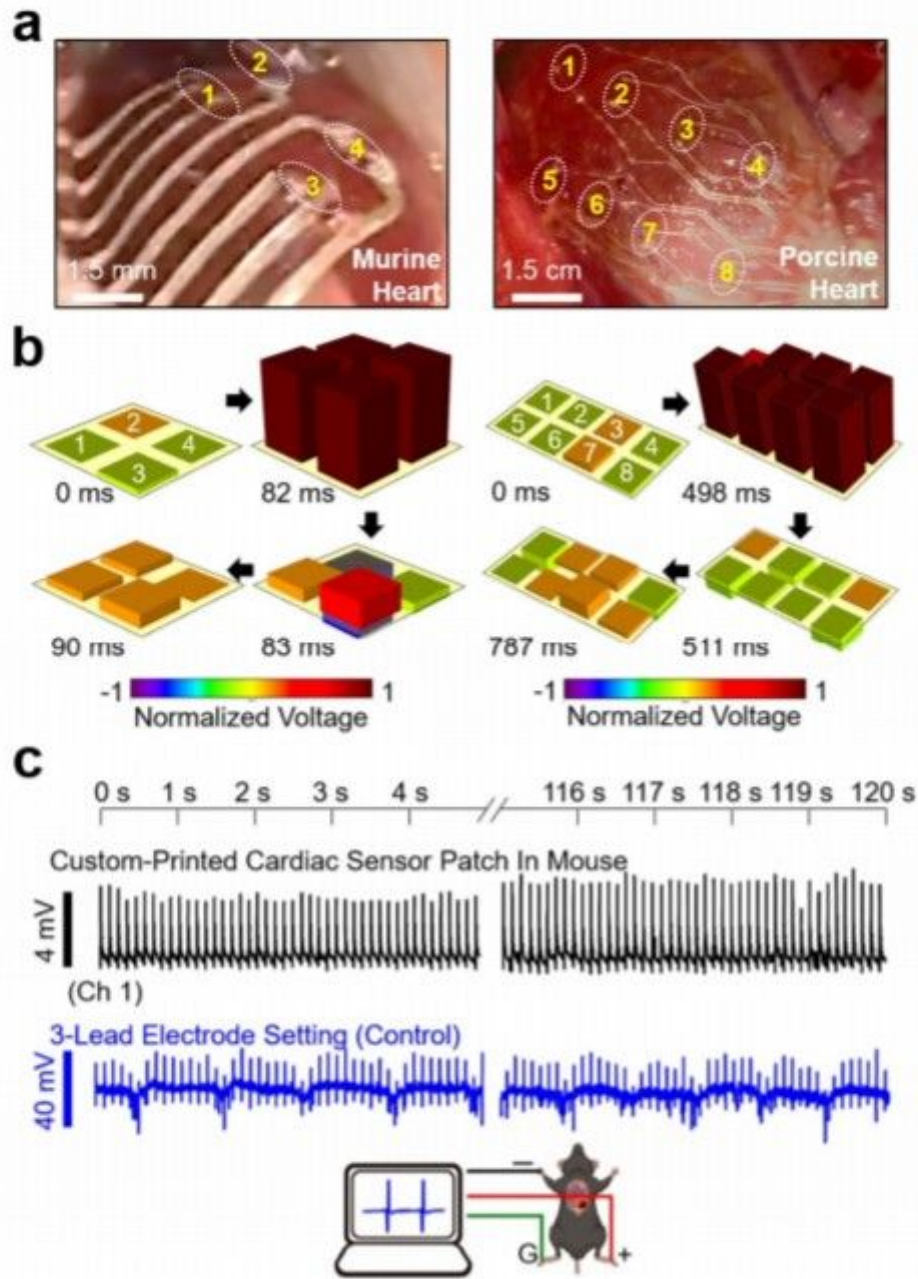 a
1
2
3
4
1.5 mm
Murine
Heart
1
2
3
4
5
6
7
8
1.5 cm
Porcine
Heart
b
2
1 4
3
0 ms
82 ms
1
2
5 3
6 4
7
8
0 ms
498 ms
90 ms
83 ms
787 ms
511 ms
-1 1
Normalized Voltage
-1 1
Normalized Voltage
c
0 s 1 s 2 s 3 s 4 s 116 s 117 s 118 s 119 s 120 s
Custom-Printed Cardiac Sensor Patch In Mouse
4 mV
(Ch 1)
3-Lead Electrode Setting (Control)
40 mV
–
G +